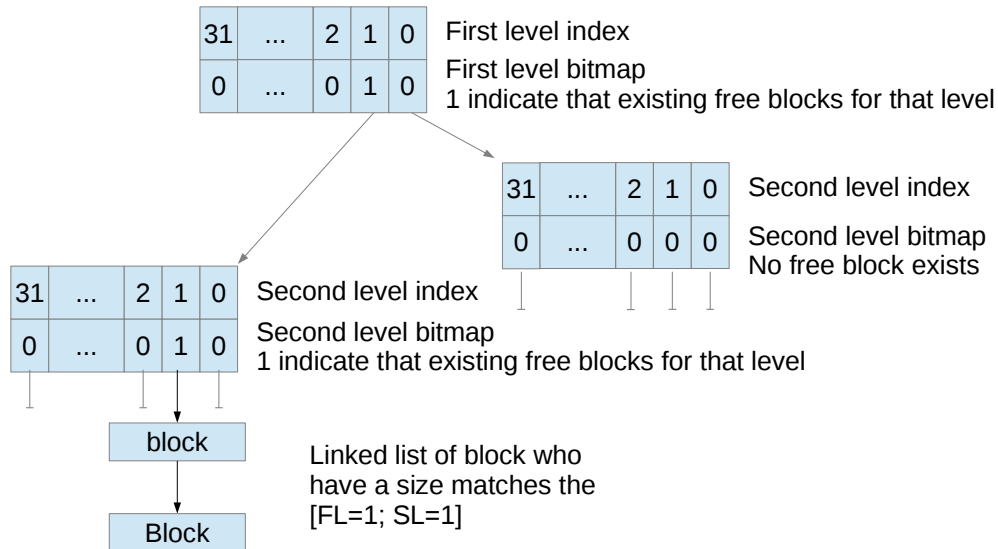 31 ... 2 1 0 First level index
0 ... 0 1 0 First level bitmap
1 indicate that existing free blocks for that level
31 ... 2 1 0 Second level index
0 ... 0 0 0 Second level bitmap
No free block exists
31 ... 2 1 0 Second level index
0 ... 0 1 0 Second level bitmap
1 indicate that existing free blocks for that level
block
Linked list of block who
have a size matches the
[FL=1; SL=1]
Block